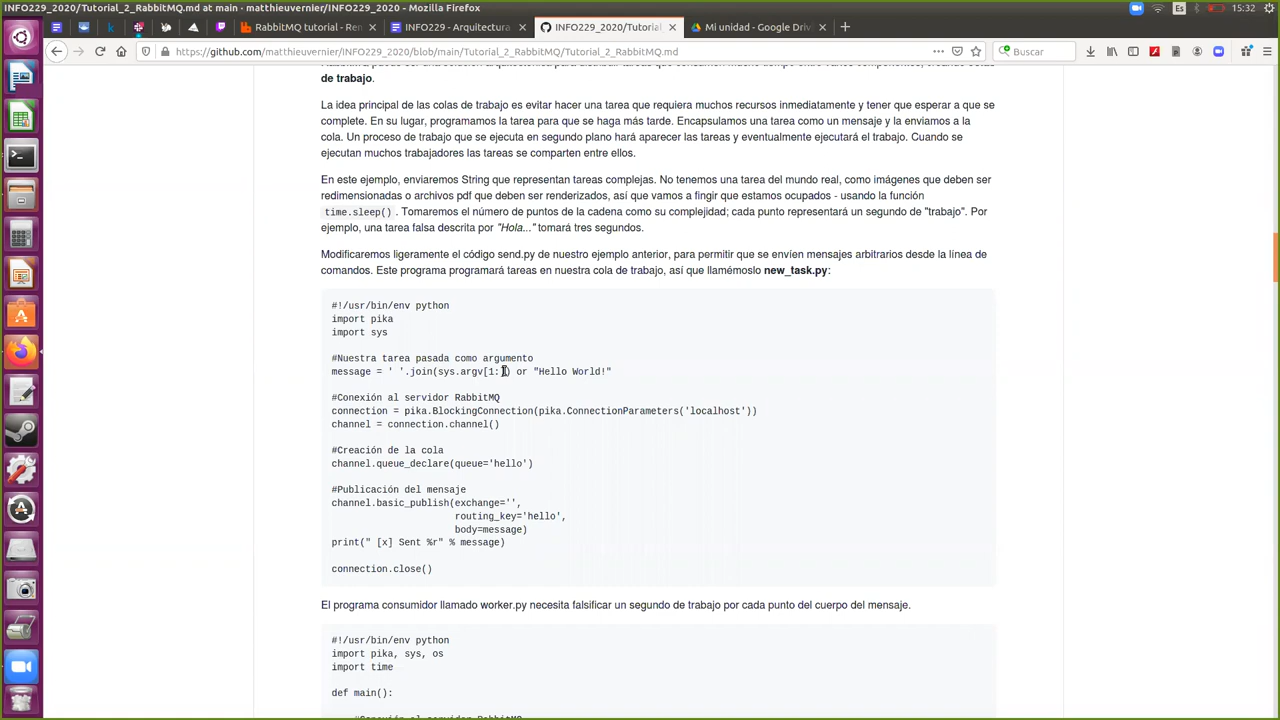 INFO229_2020/Tutorial_2_RabbitMQ.md at main · matthieuvernier/INFO229_2020 - Mozilla Firefox
Es
15:32
RabbitMQ tutorial - Re
INFO229 - Arquitectura
INFO229_2020/Tutorial
Mi unidad - Google Driv
https://github.com/matthieuvernier/INFO229_2020/blob/main/Tutorial_2_RabbitMQ/Tutorial_2_RabbitMQ.md
Buscar
de trabajo.
La idea principal de las colas de trabajo es evitar hacer una tarea que requiera muchos recursos inmediatamente y tener que esperar a que se
complete. En su lugar, programamos la tarea para que se haga más tarde. Encapsulamos una tarea como un mensaje y la enviamos a la
cola. Un proceso de trabajo que se ejecuta en segundo plano hará aparecer las tareas y eventualmente ejecutará el trabajo. Cuando se
ejecutan muchos trabajadores las tareas se comparten entre ellos.
En este ejemplo, enviaremos String que representan tareas complejas. No tenemos una tarea del mundo real, como imágenes que deben ser
redimensionadas o archivos pdf que deben ser renderizados, así que vamos a fingir que estamos ocupados - usando la función
time.sleep() . Tomaremos el número de puntos de la cadena como su complejidad; cada punto representará un segundo de "trabajo". Por
ejemplo, una tarea falsa descrita por "Hola..." tomará tres segundos.
Modificaremos ligeramente el código send.py de nuestro ejemplo anterior, para permitir que se envíen mensajes arbitrarios desde la línea de
comandos. Este programa programará tareas en nuestra cola de trabajo, así que llamémoslo new_task.py:
#!/usr/bin/env python
import pika
import sys
#Nuestra tarea pasada como argumento
message = ' '.join(sys.argv[1:]) or "Hello World!"
#Conexión al servidor RabbitMQ
connection = pika.BlockingConnection(pika.ConnectionParameters('localhost'))
channel = connection.channel()
#Creación de la cola
channel.queue_declare(queue='hello')
#Publicación del mensaje
channel.basic_publish(exchange='',
routing_key='hello',
body=message)
print(" [x] Sent %r" % message)
connection.close()
El programa consumidor llamado worker.py necesita falsificar un segundo de trabajo por cada punto del cuerpo del mensaje.
#!/usr/bin/env python
import pika, sys, os
import time
def main():